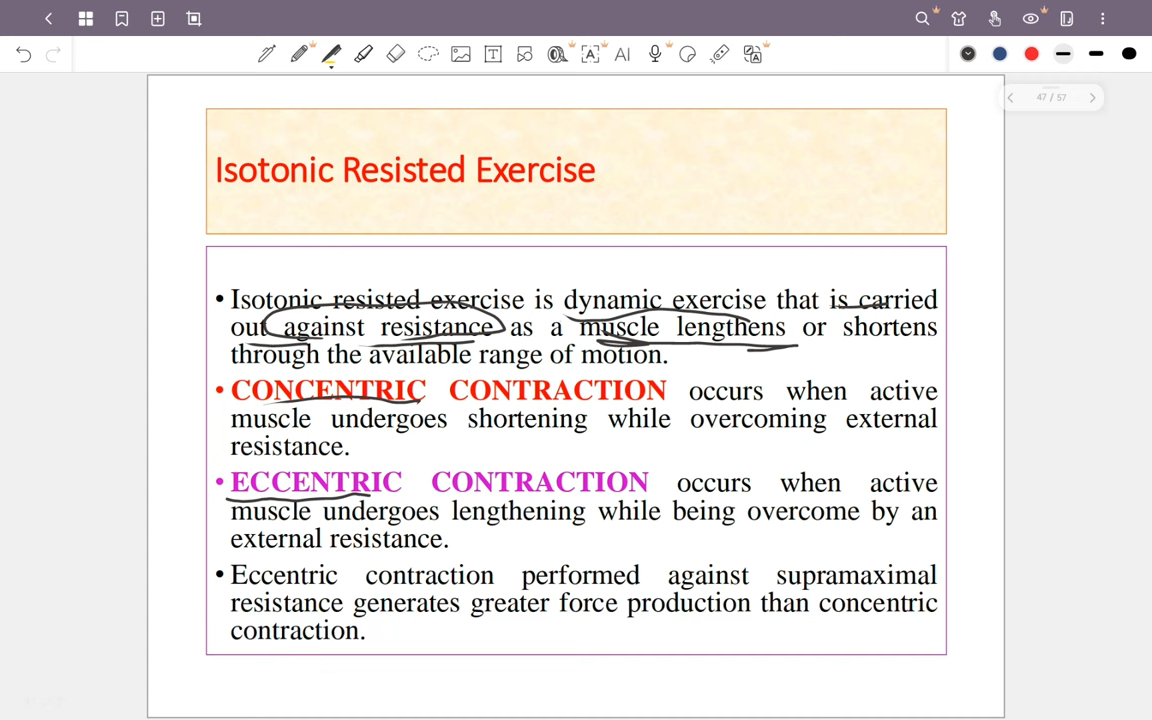 AI
47 / 57
Isotonic Resisted Exercise
• Isotonic resisted exercise is dynamic exercise that is carried
out against resistance as a muscle lengthens or shortens
through the available range of motion.
• CONCENTRIC CONTRACTION occurs when active
muscle undergoes shortening while overcoming external
resistance.
• ECCENTRIC CONTRACTION occurs when active
muscle undergoes lengthening while being overcome by an
external resistance.
• Eccentric contraction performed against supramaximal
resistance generates greater force production than concentric
contraction.